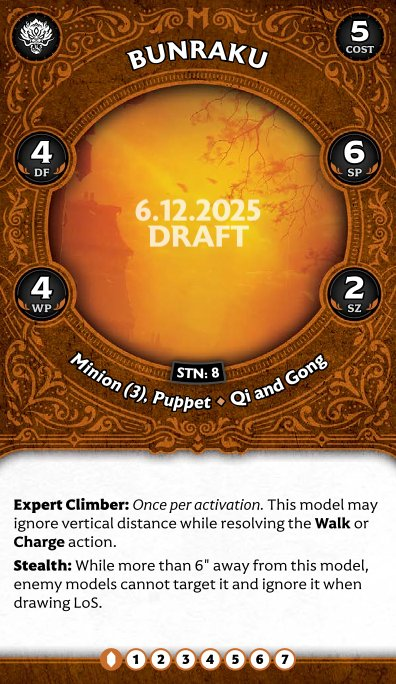 BUNRAKU
5
COST
4
DF
6
SP
6.12.2025
DRAFT
4
WP
2
SZ
STN: 8
Minion (3), Puppet ◆ Qi and Gong
Expert Climber: Once per activation. This model may
ignore vertical distance while resolving the Walk or
Charge action.
Stealth: While more than 6" away from this model,
enemy models cannot target it and ignore it when
drawing LoS.
1 2 3 4 5 6 7